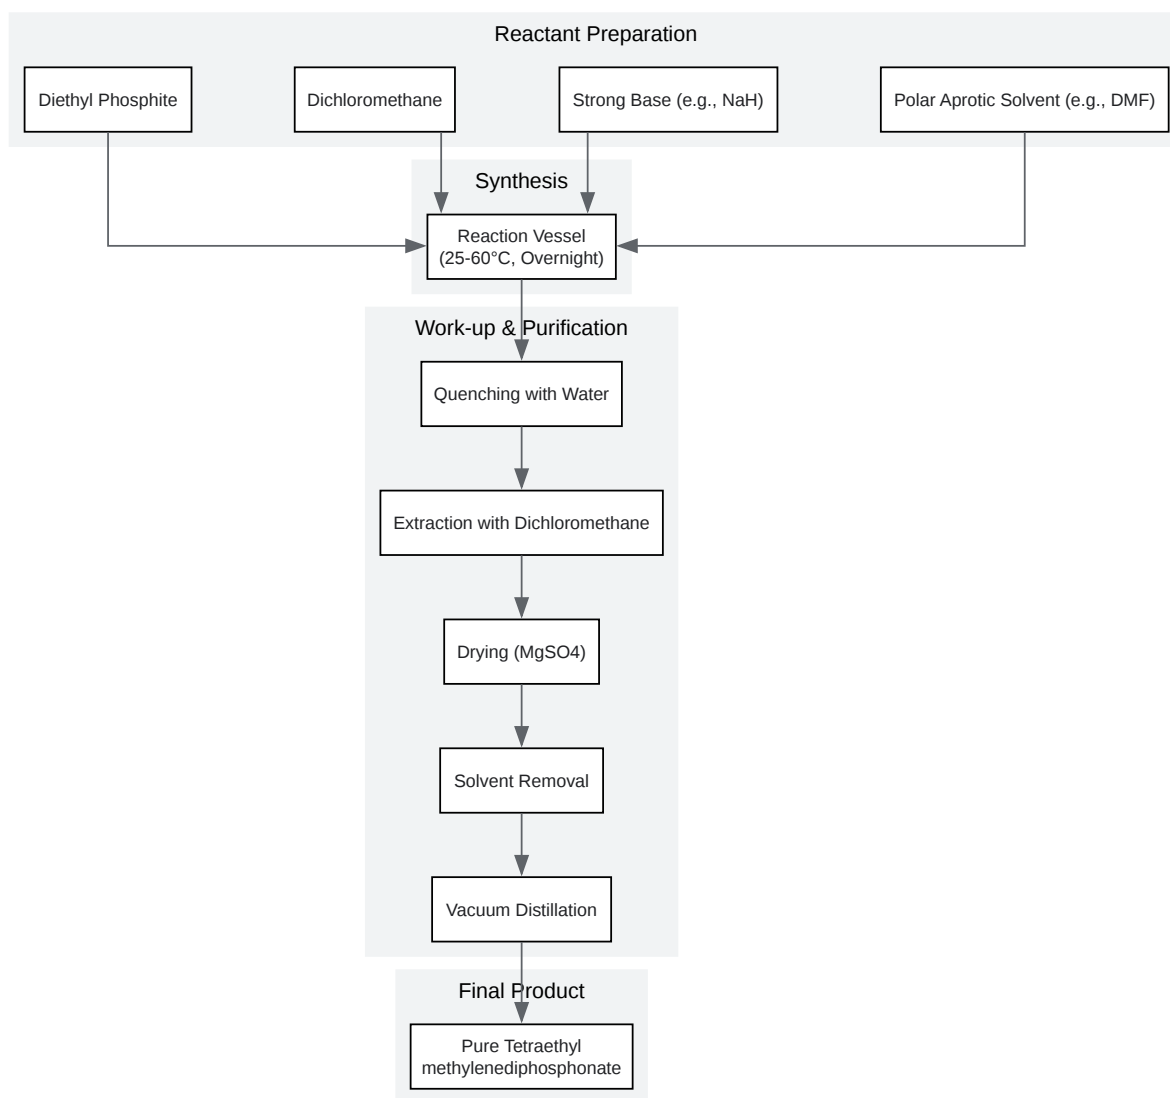 Reactant Preparation
Diethyl Phosphite
Dichloromethane
Strong Base (e.g., NaH)
Polar Aprotic Solvent (e.g., DMF)
Synthesis
Reaction Vessel
(25-60°C, Overnight)
Work-up & Purification
Quenching with Water
Extraction with Dichloromethane
Drying (MgSO4)
Solvent Removal
Vacuum Distillation
Final Product
Pure Tetraethyl
methylenediphosphonate